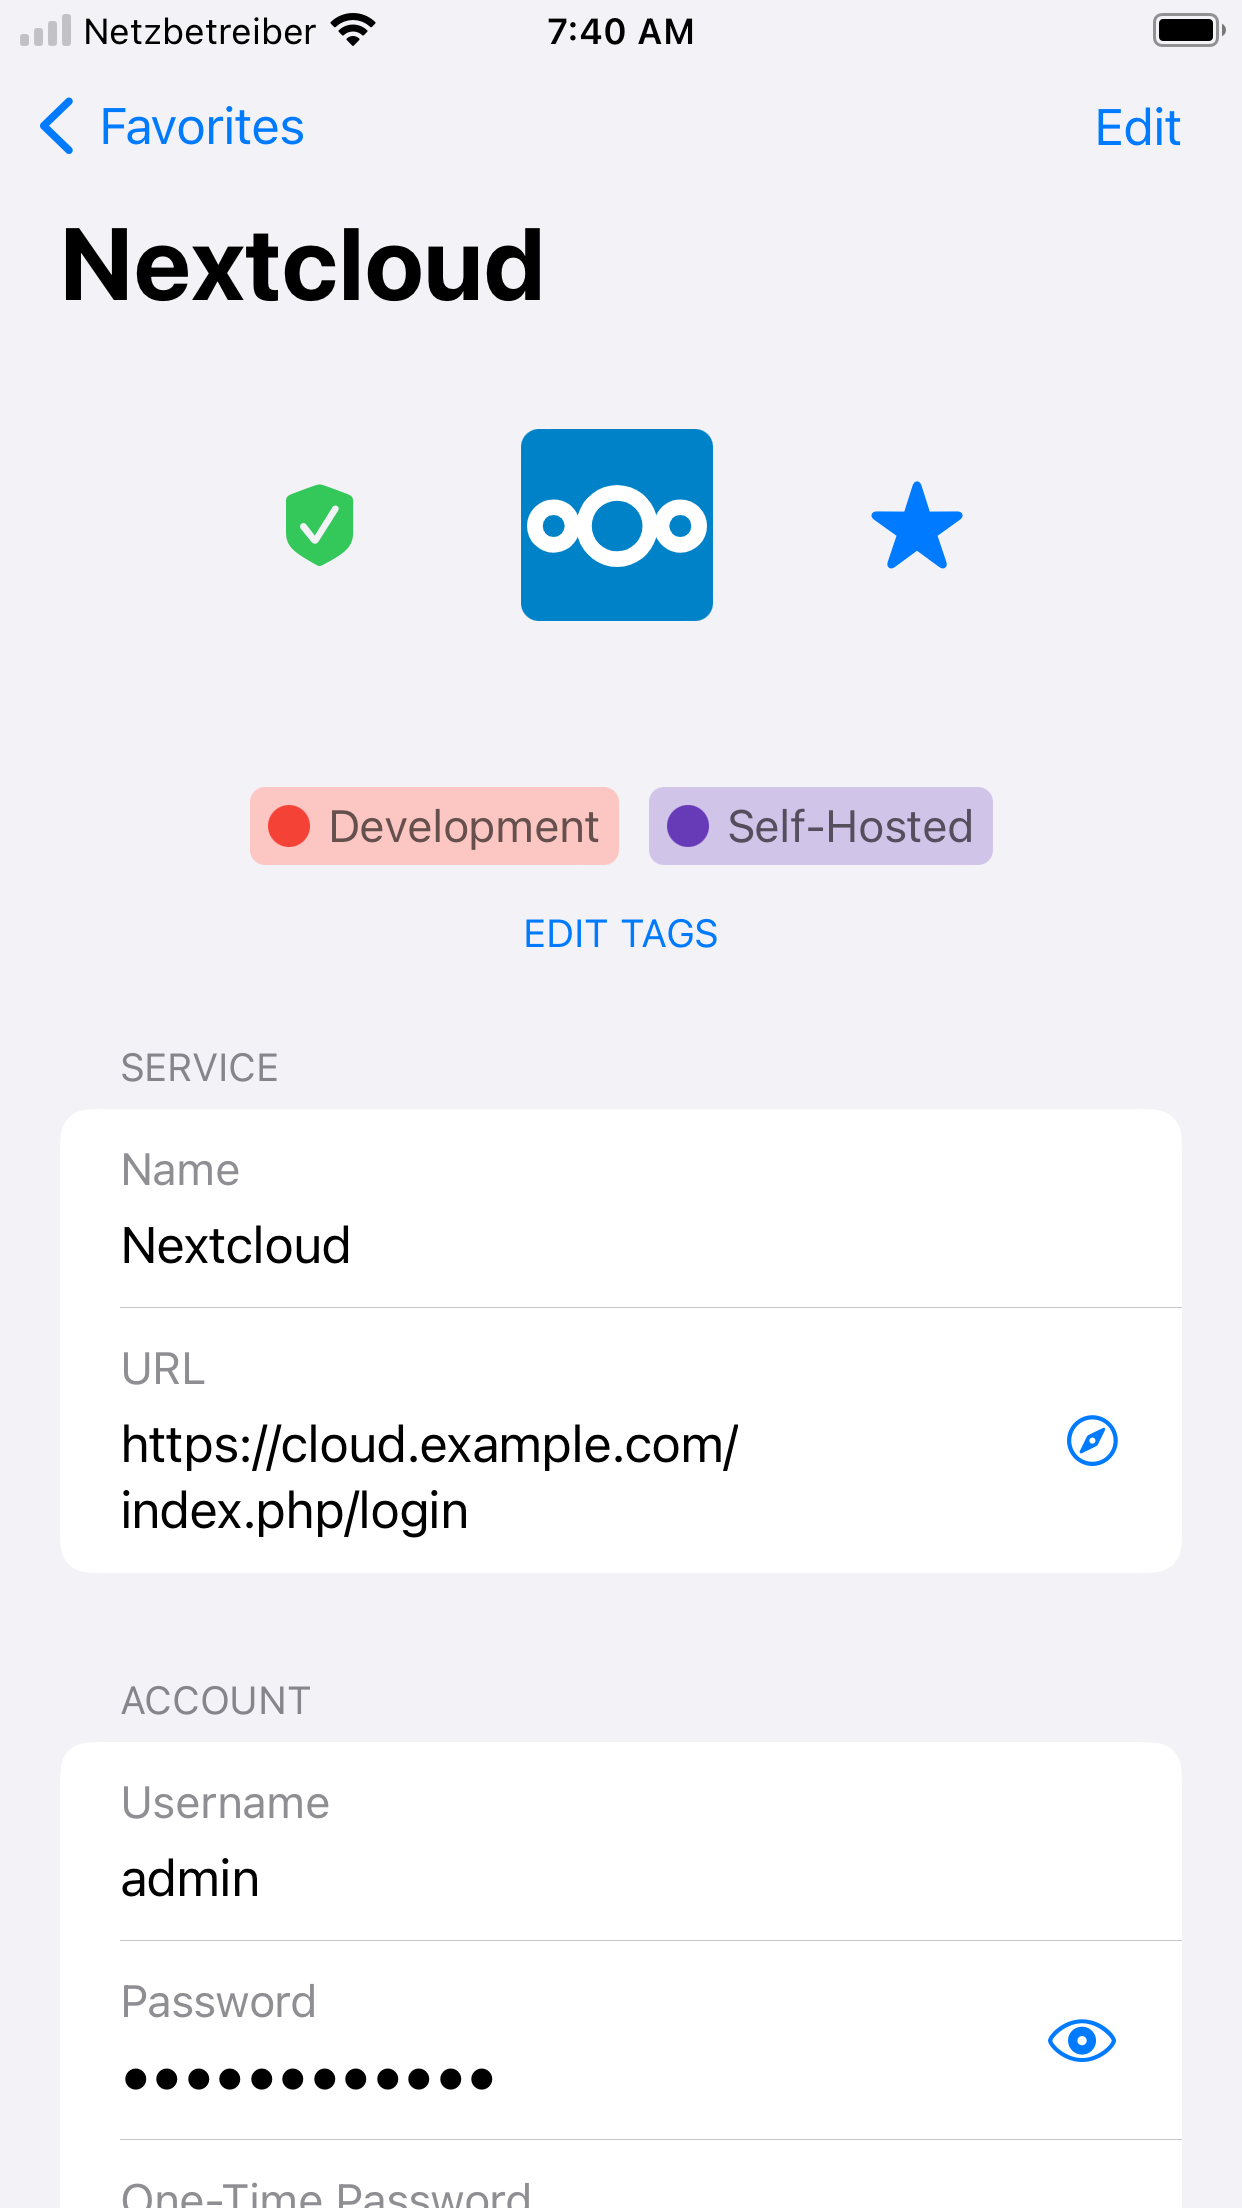 Netzbetreiber 7:40 AM
Favorites Edit
Nextcloud
Development Self-Hosted
EDIT TAGS
SERVICE
Name
Nextcloud
URL
https://cloud.example.com/
index.php/login
ACCOUNT
Username
admin
Password
●●●●●●●●●●●●
One-Time Password